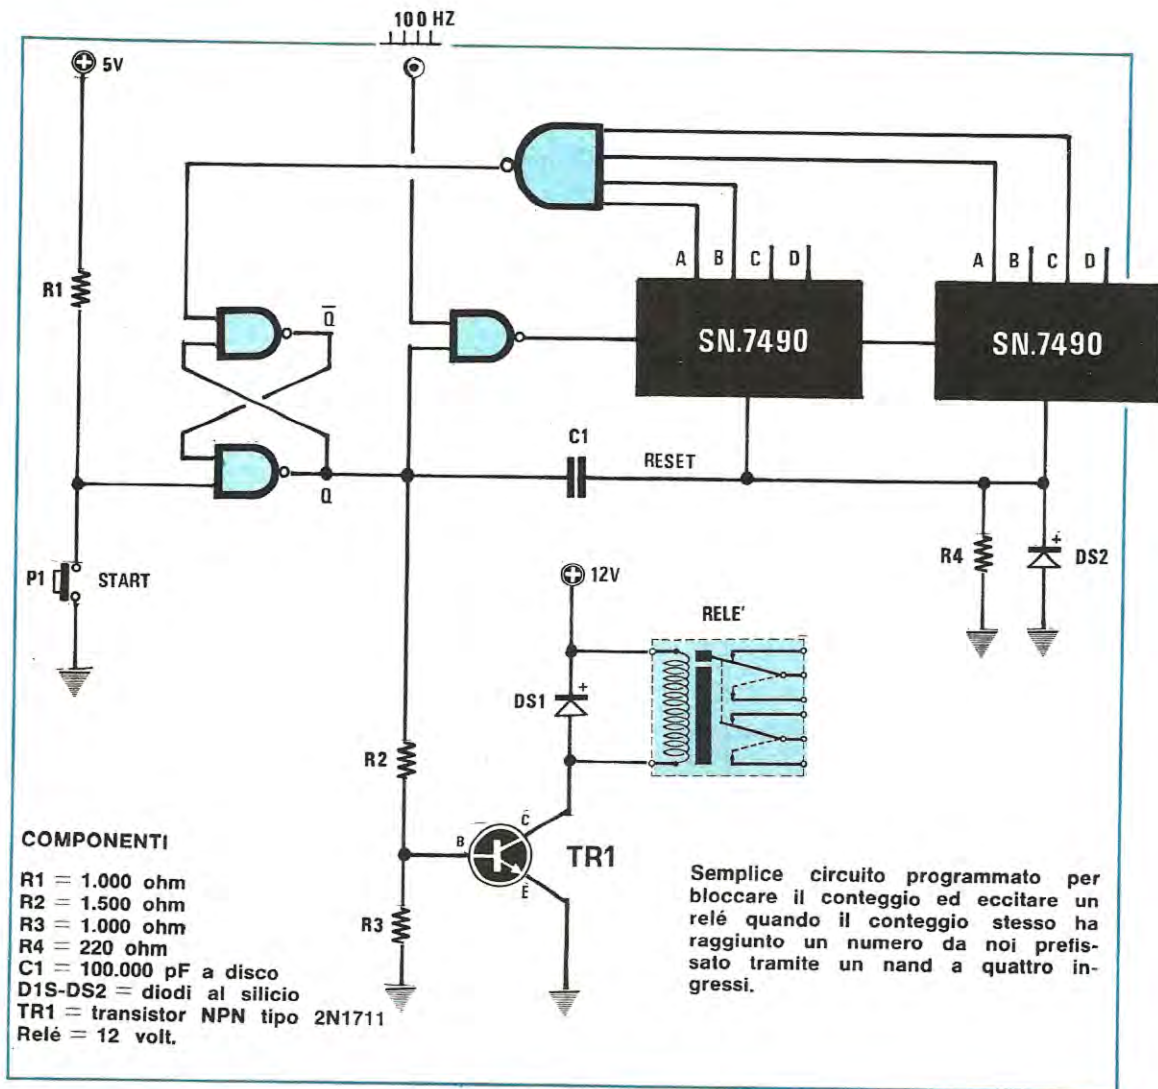 100 HZ
5V
A B C D
A B C D
R1
Q̅
SN.7490
SN.7490
C1
RESET
Q
R4
DS2
P1
START
12V
RELE'
DS1
R2
C
B
TR1
E
R3
COMPONENTI
R1 = 1.000 ohm
R2 = 1.500 ohm
R3 = 1.000 ohm
R4 = 220 ohm
C1 = 100.000 pF a disco
D1S-DS2 = diodi al silicio
TR1 = transistor NPN tipo 2N1711
Relé = 12 volt.
Semplice circuito programmato per
bloccare il conteggio ed eccitare un
relé quando il conteggio stesso ha
raggiunto un numero da noi prefis-
sato tramite un nand a quattro in-
gressi.